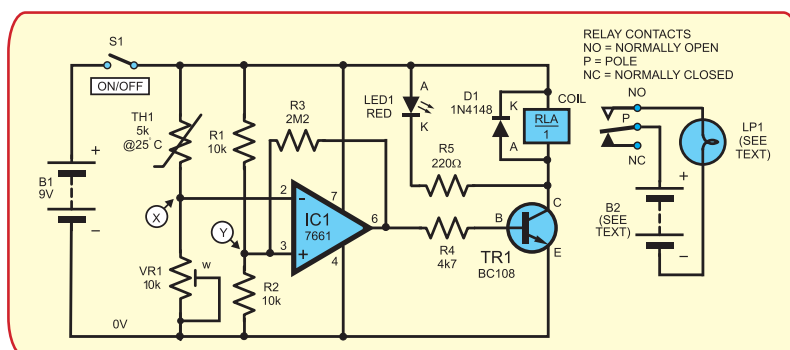 S1
ON/OFF
TH1
5k
@25°C
R1
10k
R3
2M2
LED1
RED
A
K
D1
1N4148
K
A
COIL
RLA
1
RELAY CONTACTS
NO = NORMALLY OPEN
P = POLE
NC = NORMALLY CLOSED
NO
P
NC
LP1
(SEE
TEXT)
R5
220Ω
+
B1
9V
–
X
Y
2
–
7
IC1
7661
6
3
+
4
R4
4k7
B
C
E
TR1
BC108
+
B2
(SEE
TEXT)
–
VR1
10k
w
R2
10k
0V